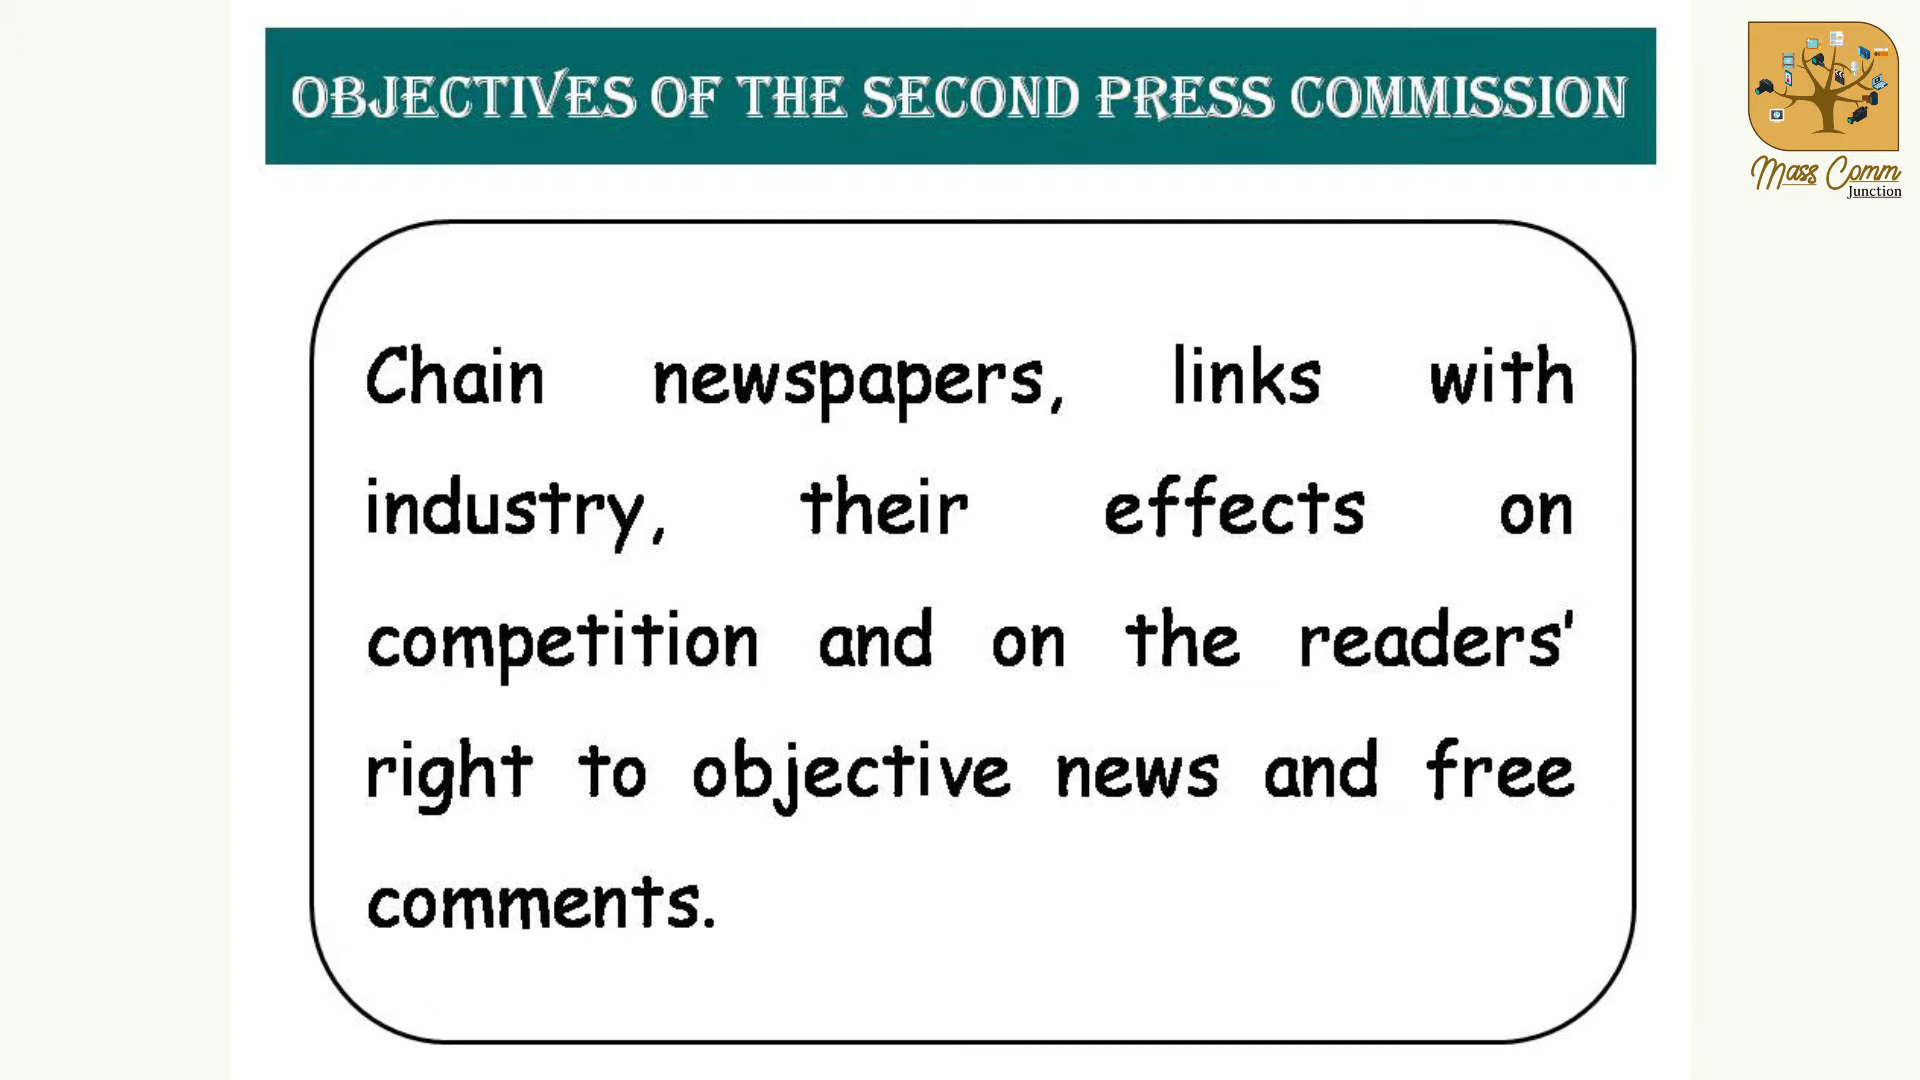 OBJECTIVES OF THE SECOND PRESS COMMISSION
Mass Comm
Junction
Chain newspapers, links with
industry, their effects on
competition and on the readers'
right to objective news and free
comments.